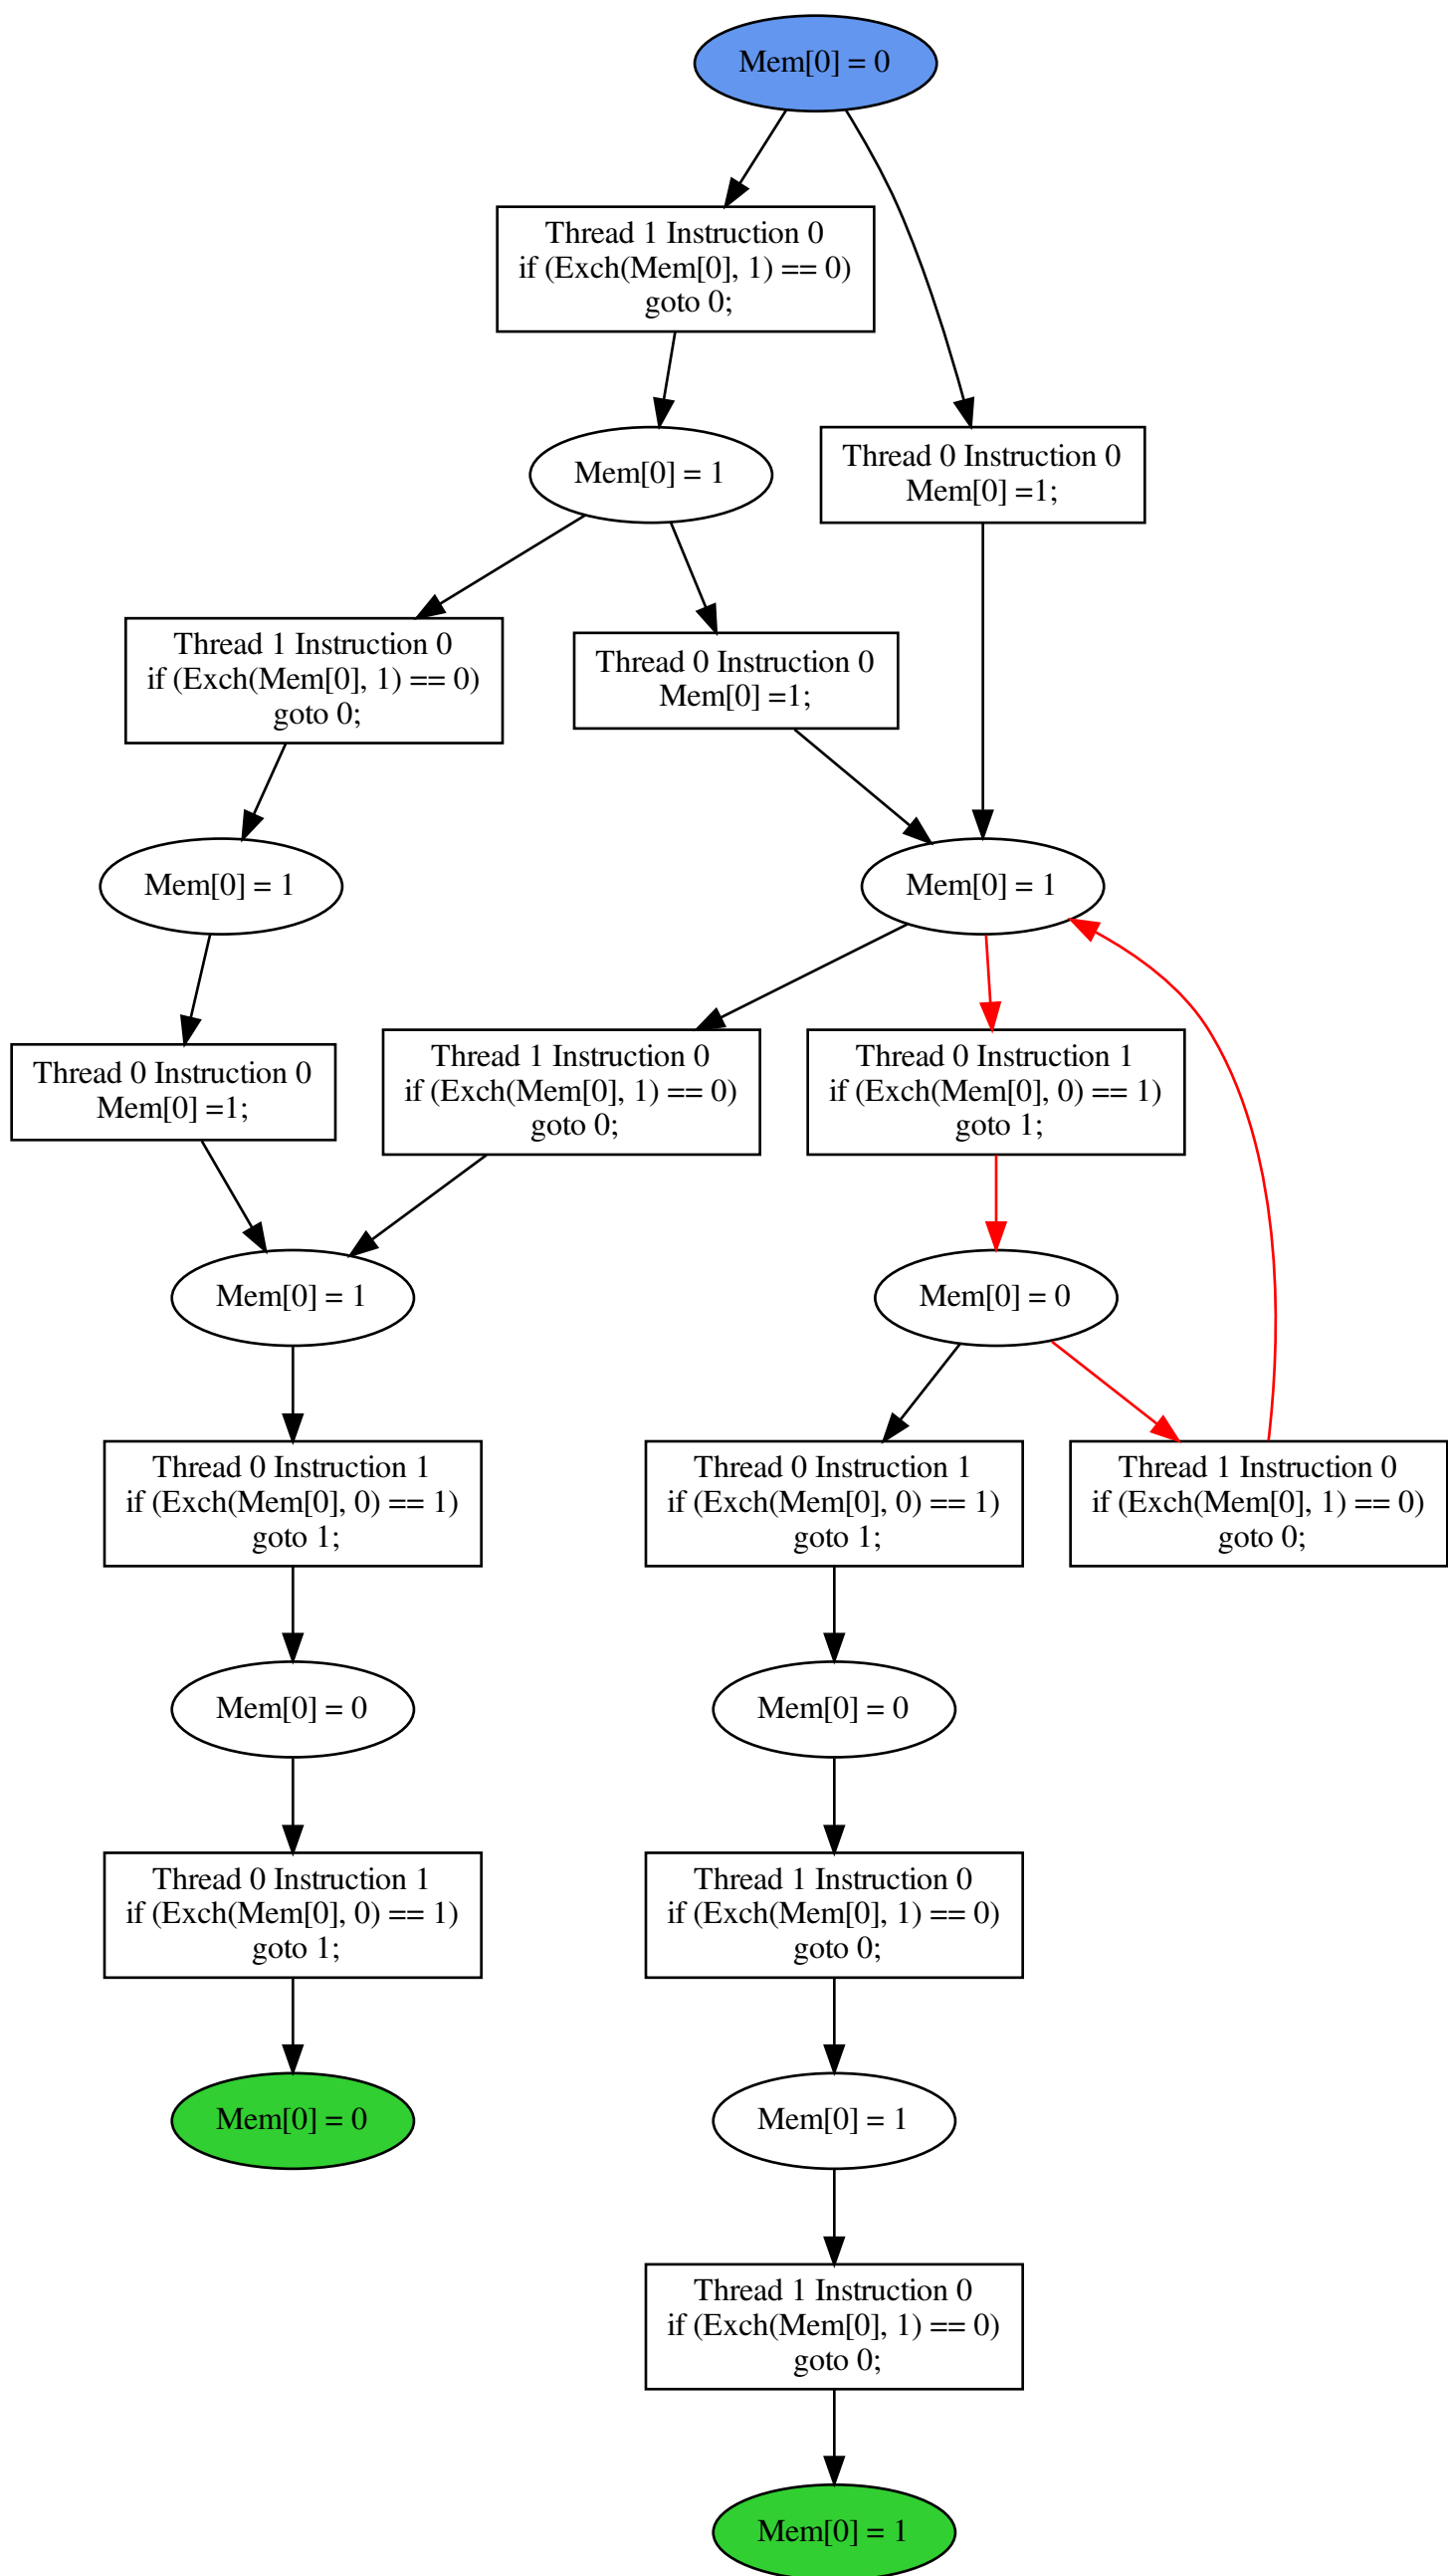 Mem[0] = 0
Thread 1 Instruction 0
if (Exch(Mem[0], 1) == 0)
goto 0;
Mem[0] = 1
Thread 0 Instruction 0
Mem[0] =1;
Thread 1 Instruction 0
if (Exch(Mem[0], 1) == 0)
goto 0;
Thread 0 Instruction 0
Mem[0] =1;
Mem[0] = 1
Mem[0] = 1
Thread 0 Instruction 0
Mem[0] =1;
Thread 1 Instruction 0
if (Exch(Mem[0], 1) == 0)
goto 0;
Thread 0 Instruction 1
if (Exch(Mem[0], 0) == 1)
goto 1;
Mem[0] = 1
Mem[0] = 0
Thread 0 Instruction 1
if (Exch(Mem[0], 0) == 1)
goto 1;
Thread 0 Instruction 1
if (Exch(Mem[0], 0) == 1)
goto 1;
Thread 1 Instruction 0
if (Exch(Mem[0], 1) == 0)
goto 0;
Mem[0] = 0
Mem[0] = 0
Thread 0 Instruction 1
if (Exch(Mem[0], 0) == 1)
goto 1;
Thread 1 Instruction 0
if (Exch(Mem[0], 1) == 0)
goto 0;
Mem[0] = 0
Mem[0] = 1
Thread 1 Instruction 0
if (Exch(Mem[0], 1) == 0)
goto 0;
Mem[0] = 1